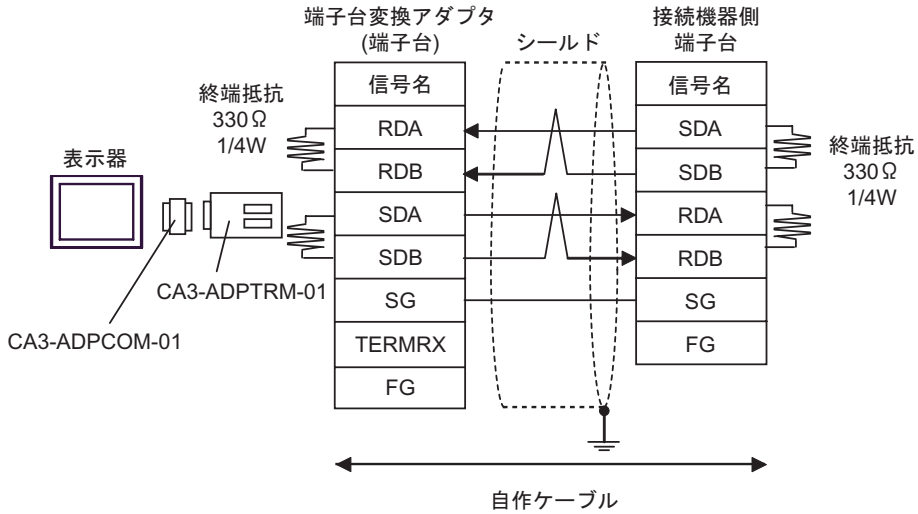 端子台変換アダプタ
(端子台)
シールド
接続機器側
端子台
終端抵抗
330Ω
1/4W
表示器
信号名
RDA
RDB
SDA
SDB
SG
TERMRX
FG
信号名
SDA
SDB
RDA
RDB
SG
FG
終端抵抗
330Ω
1/4W
CA3-ADPTRM-01
CA3-ADPCOM-01
自作ケーブル